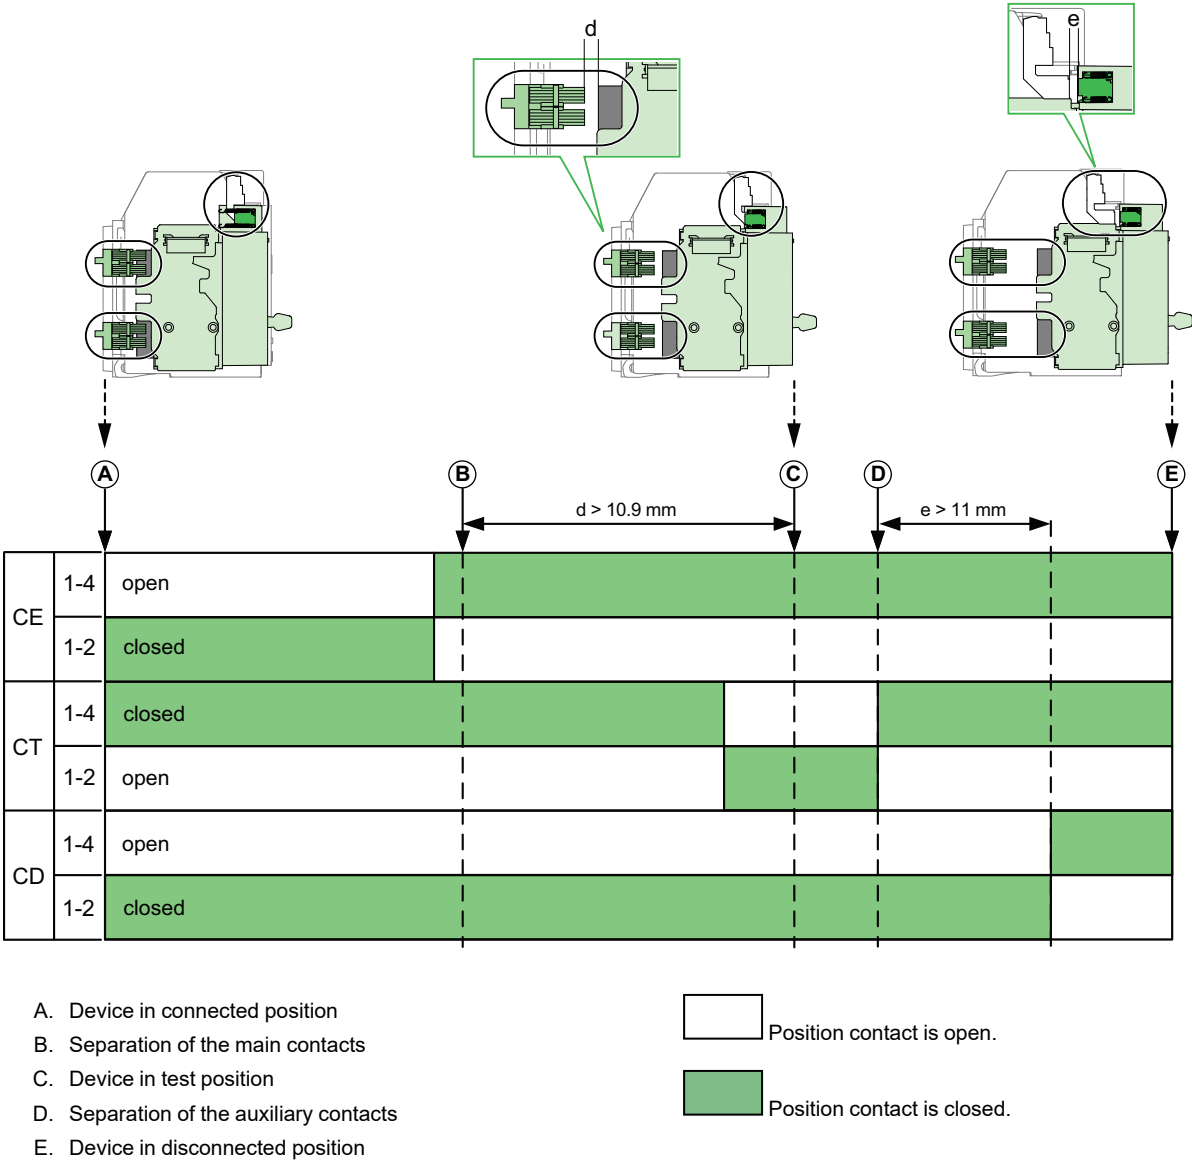 d
e
A
B
C
D
E
d > 10.9 mm
e > 11 mm
CE
1-4
open
1-2
closed
CT
1-4
closed
1-2
open
CD
1-4
open
1-2
closed
A. Device in connected position
B. Separation of the main contacts
C. Device in test position
D. Separation of the auxiliary contacts
E. Device in disconnected position
Position contact is open.
Position contact is closed.